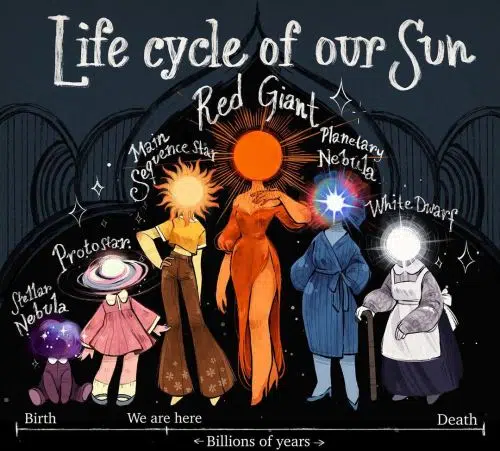 Life cycle of our Sun
Red Giant
Main
Sequence Star
Planetary
Nebula
Protostar
White Dwarf
Stellar
Nebula
Birth
We are here
Death
←Billions of years→